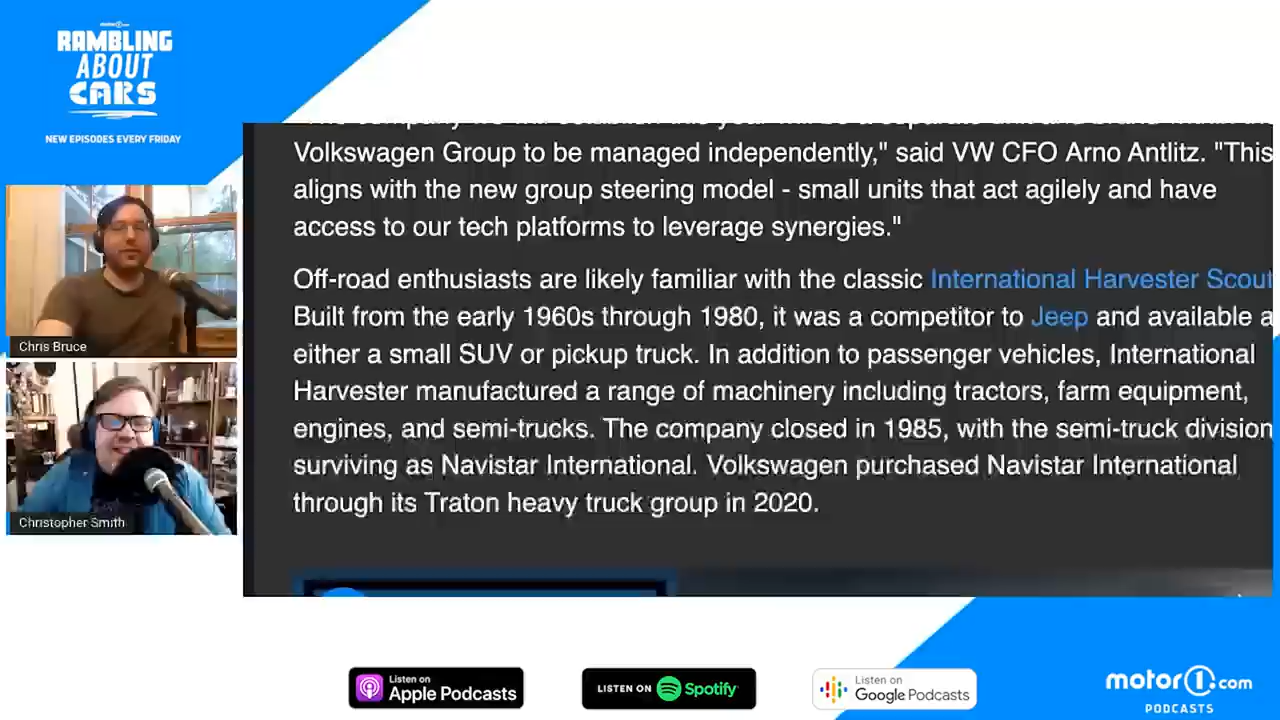 motor1.com
RAMBLING
ABOUT
CARS
NEW EPISODES EVERY FRIDAY
Volkswagen Group to be managed independently," said VW CFO Arno Antlitz. "This
aligns with the new group steering model - small units that act agilely and have
access to our tech platforms to leverage synergies."
Off-road enthusiasts are likely familiar with the classic International Harvester Scout
Built from the early 1960s through 1980, it was a competitor to Jeep and available a
either a small SUV or pickup truck. In addition to passenger vehicles, International
Harvester manufactured a range of machinery including tractors, farm equipment,
engines, and semi-trucks. The company closed in 1985, with the semi-truck division
surviving as Navistar International. Volkswagen purchased Navistar International
through its Traton heavy truck group in 2020.
Chris Bruce
Christopher Smith
Listen on
Apple Podcasts
LISTEN ON Spotify
Listen on
Google Podcasts
motor1.com
PODCASTS